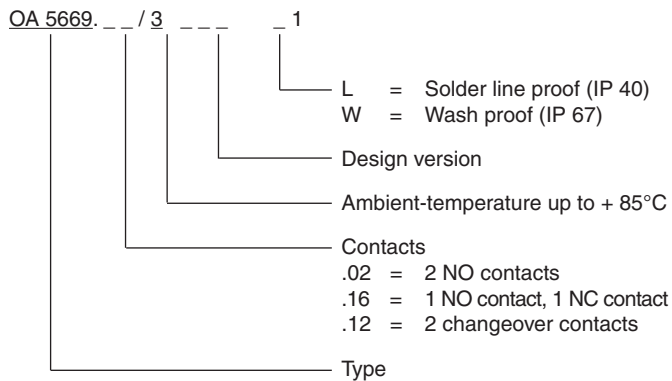 OA 5669. _ _ / 3 _ _ _ _ 1
L = Solder line proof (IP 40)
W = Wash proof (IP 67)
Design version
Ambient-temperature up to + 85°C
Contacts
.02 = 2 NO contacts
.16 = 1 NO contact, 1 NC contact
.12 = 2 changeover contacts
Type